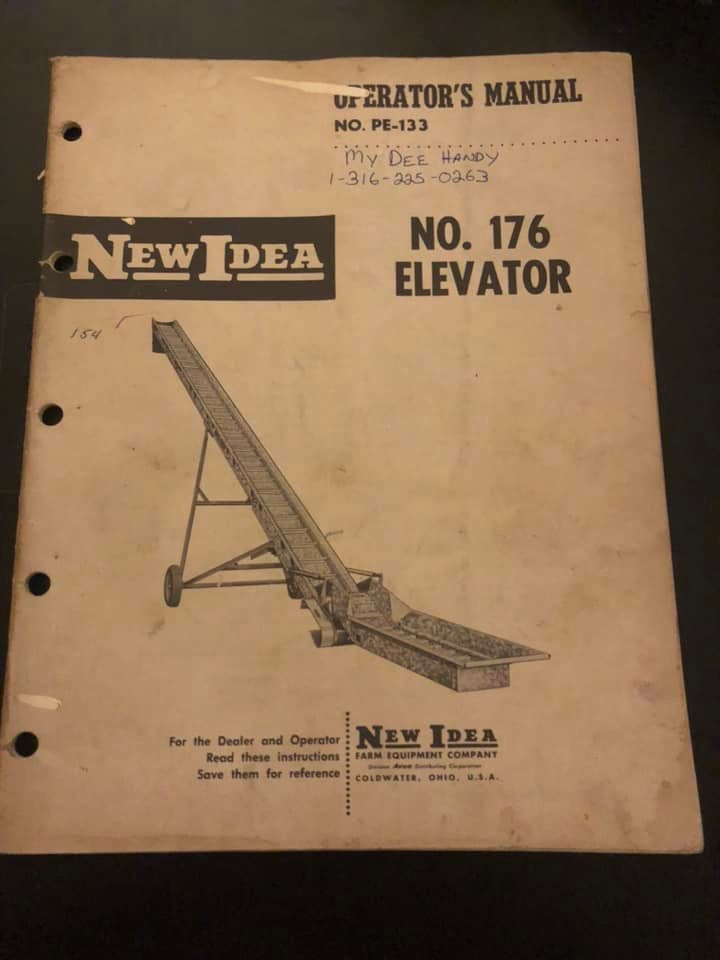 OPERATOR'S MANUAL
NO. PE-133
MY DEE HANDY
1-316-225-0263
NEW IDEA
NO. 176
ELEVATOR
154
For the Dealer and Operator
Read these instructions
Save them for reference
NEW IDEA
FARM EQUIPMENT COMPANY
Division Avco Distributing Corporation
COLDWATER, OHIO, U.S.A.